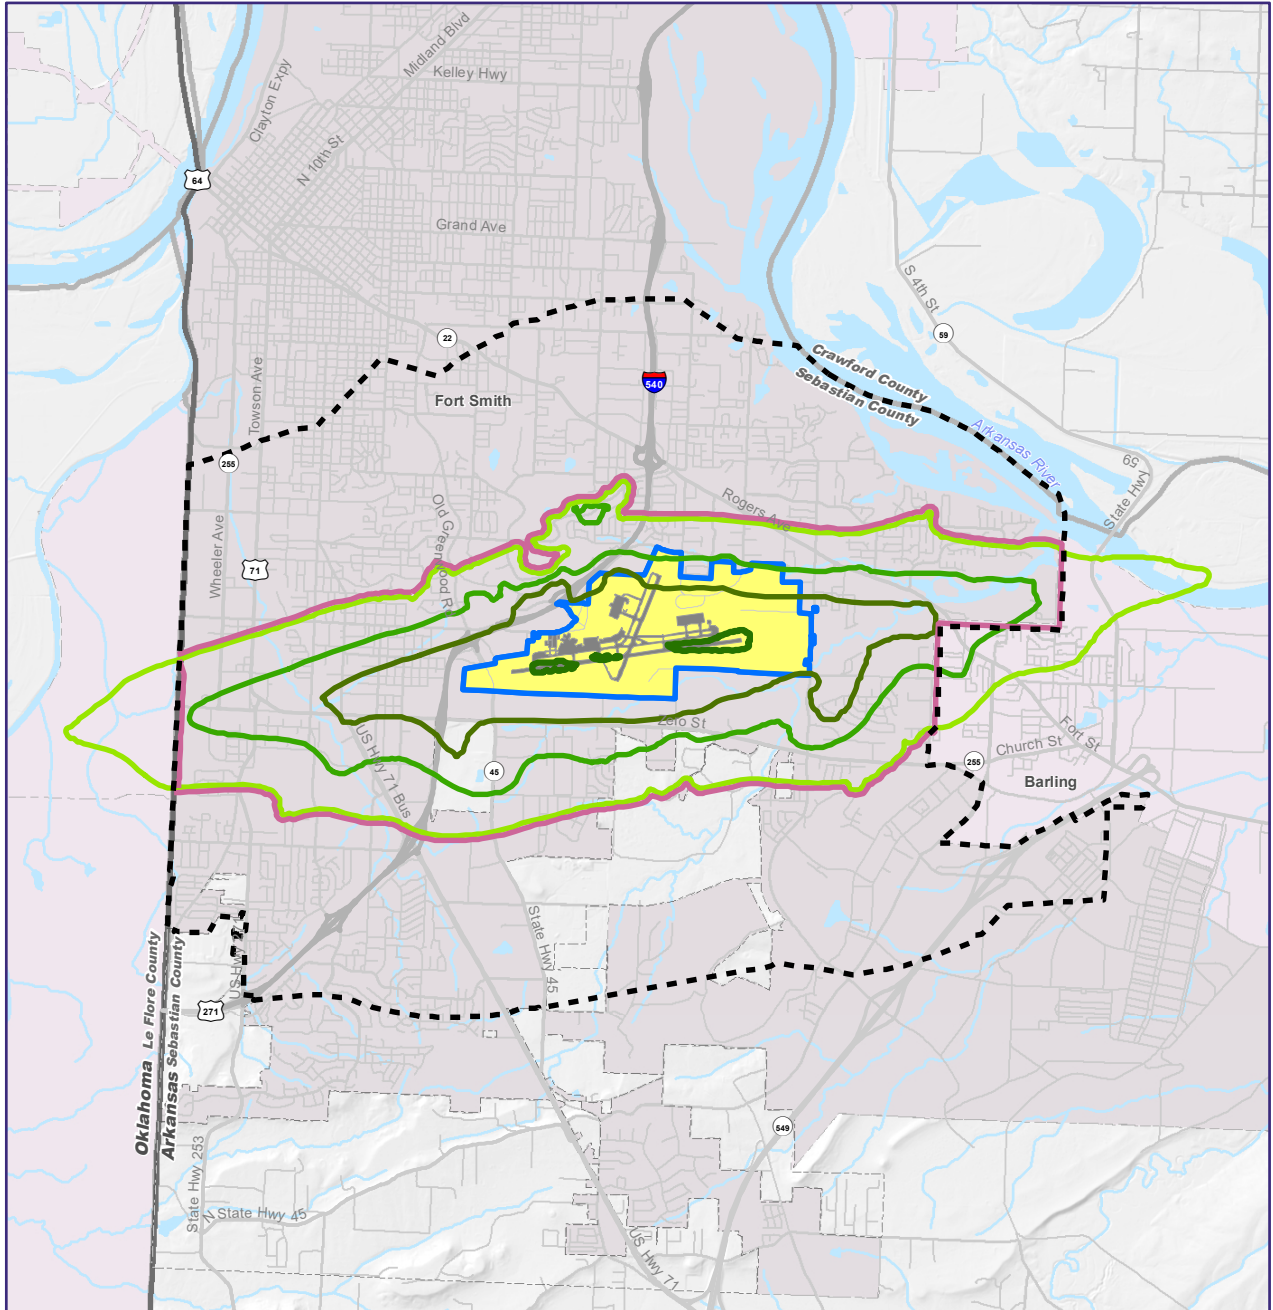 Midland Blvd
Kelley Hwy
Clayton Expy
N 10th St
64
Grand Ave
S 4th St
59
22
Crawford County
Sebastian County
540
Towson Ave
Fort Smith
Arkansas River
255
59
State Hwy
Old Greenwood R
Rogers Ave
Wheeler Ave
71
Zero St
US Hwy 71 Bus
45
Fort St
Church St
255
Barling
State Hwy 45
US Hwy
271
Oklahoma Le Flore County
Arkansas Sebastian County
549
State Hwy 253
N State Hwy 45
US Hwy 71